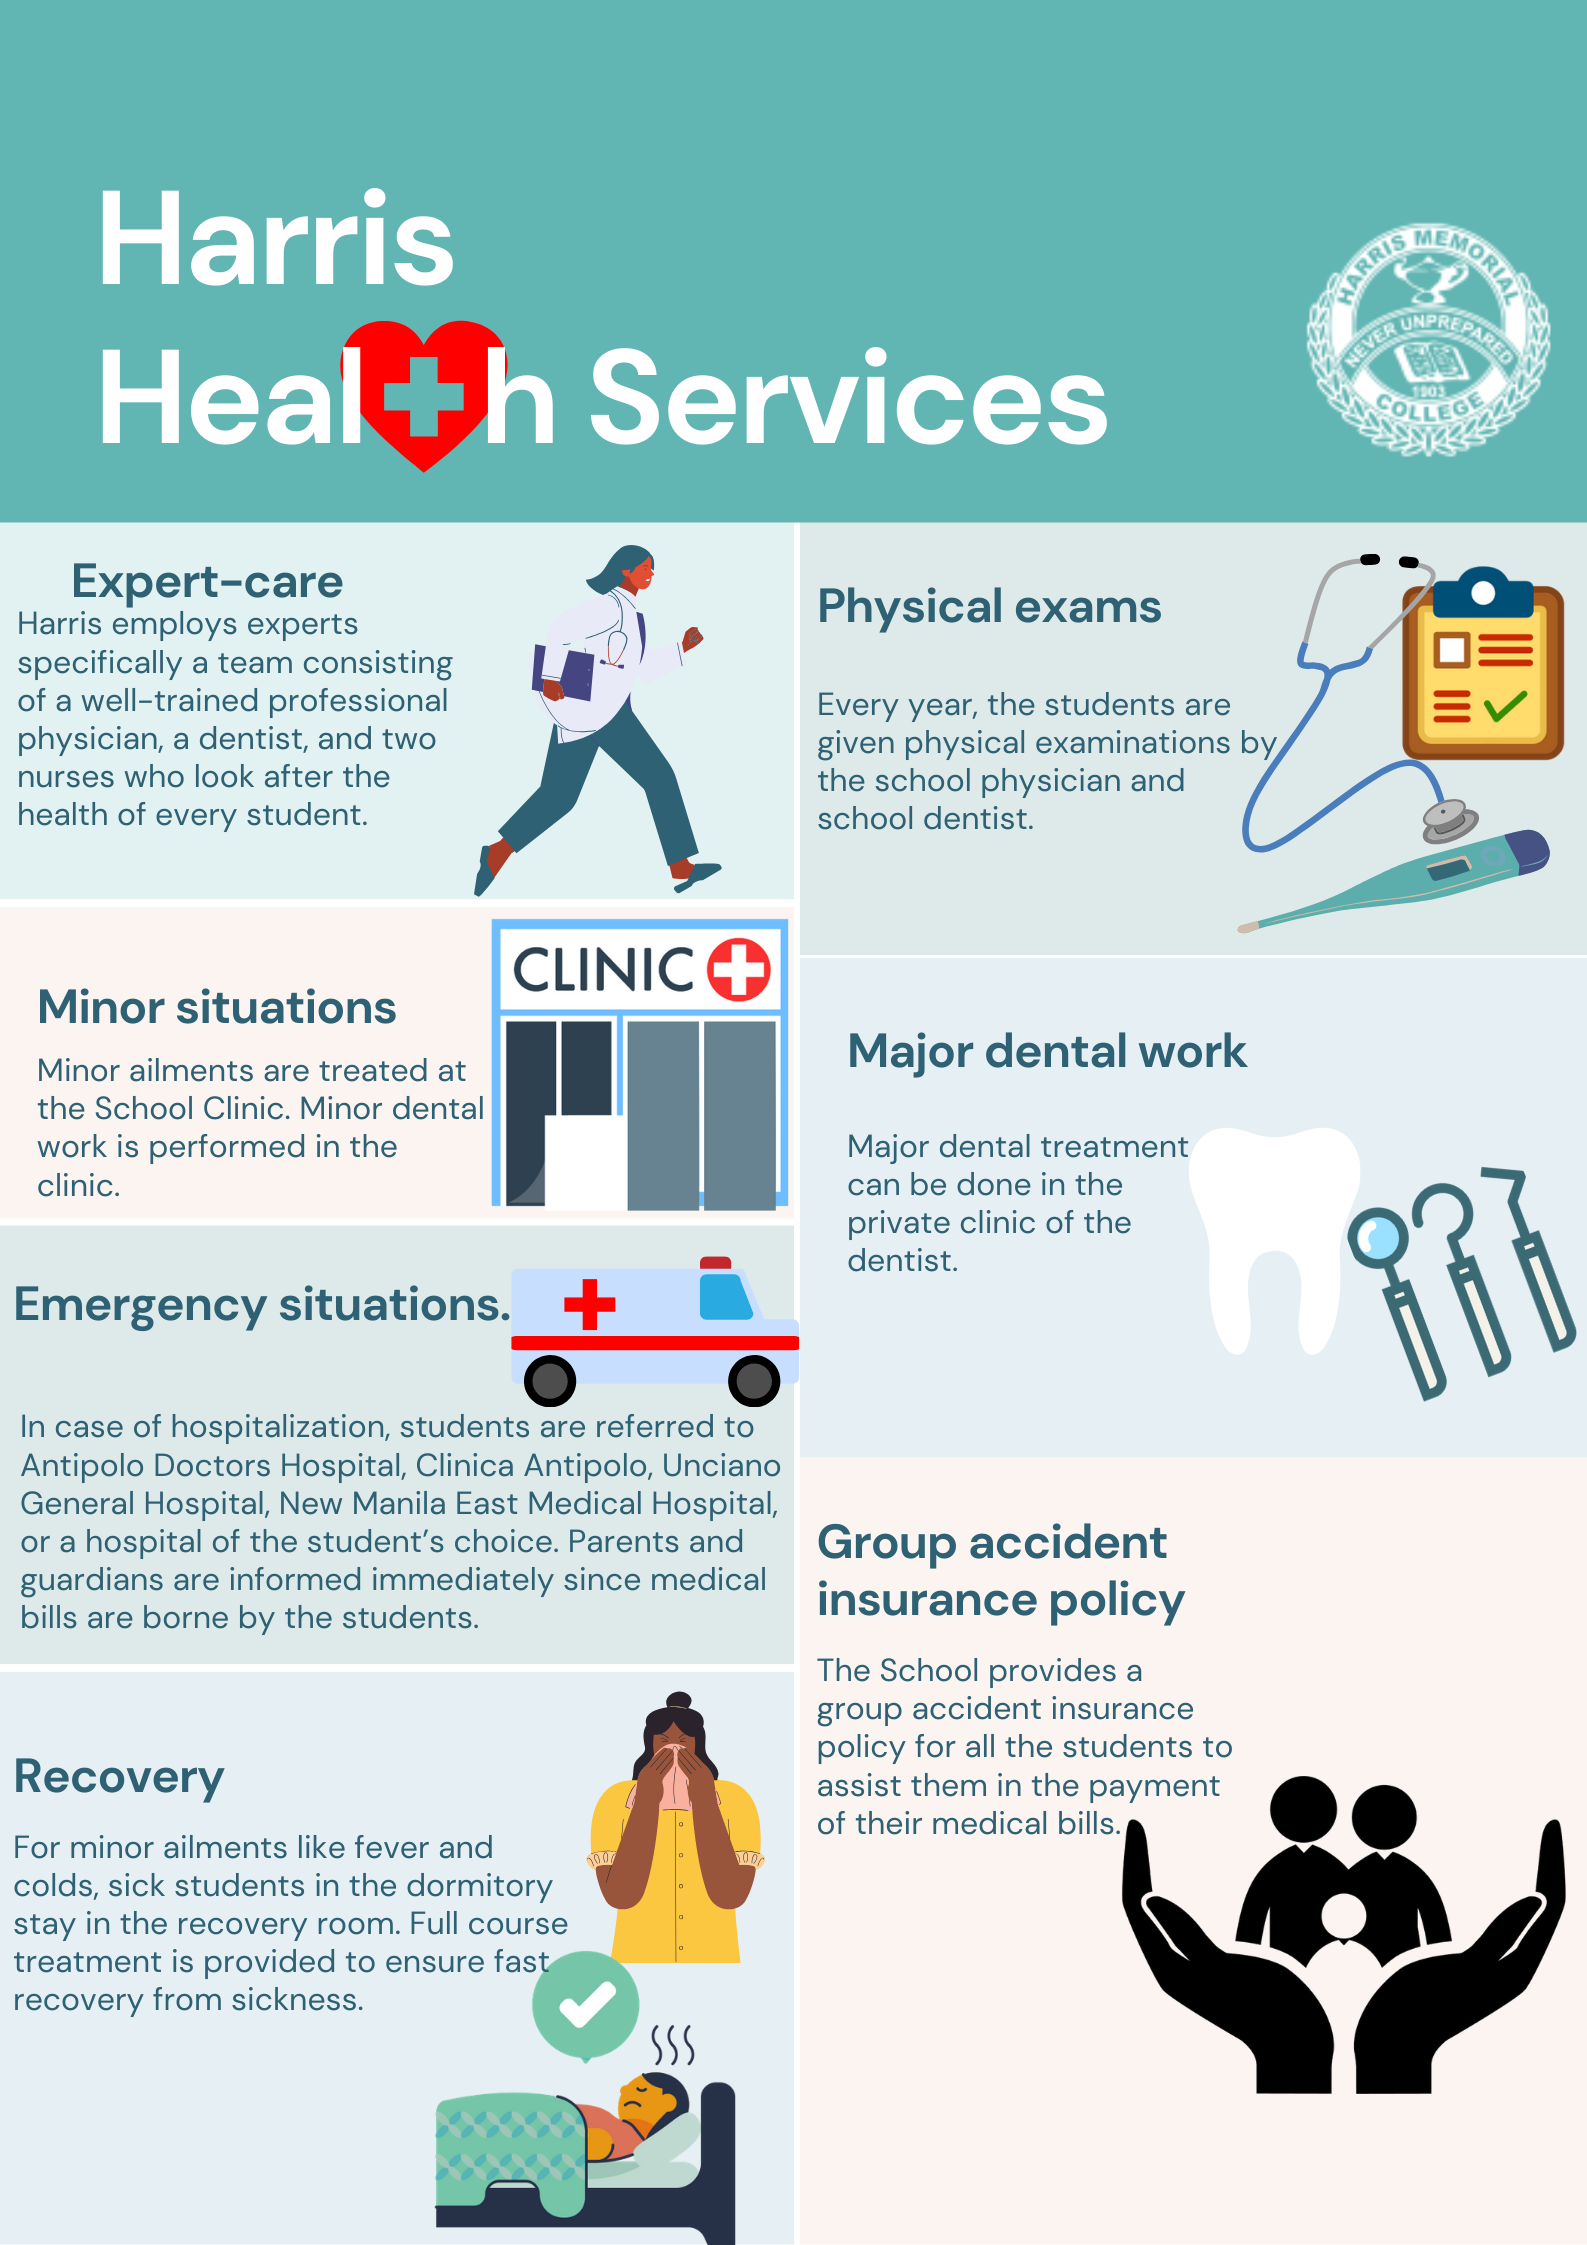 Harris
Heal h Services
HARRIS MEMORIAL
NEVER UNPREPARED
1903
COLLEGE
Expert-care
Harris employs experts
specifically a team consisting
of a well-trained professional
physician, a dentist, and two
nurses who look after the
health of every student.
Physical exams
Every year, the students are
given physical examinations by
the school physician and
school dentist.
CLINIC
Minor situations
Minor ailments are treated at
the School Clinic. Minor dental
work is performed in the
clinic.
Major dental work
Major dental treatment
can be done in the
private clinic of the
dentist.
Emergency situations.
In case of hospitalization, students are referred to
Antipolo Doctors Hospital, Clinica Antipolo, Unciano
General Hospital, New Manila East Medical Hospital,
or a hospital of the student’s choice. Parents and
guardians are informed immediately since medical
bills are borne by the students.
Group accident
insurance policy
The School provides a
group accident insurance
policy for all the students to
assist them in the payment
of their medical bills.
Recovery
For minor ailments like fever and
colds, sick students in the dormitory
stay in the recovery room. Full course
treatment is provided to ensure fast
recovery from sickness.